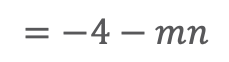 = −4 − mn